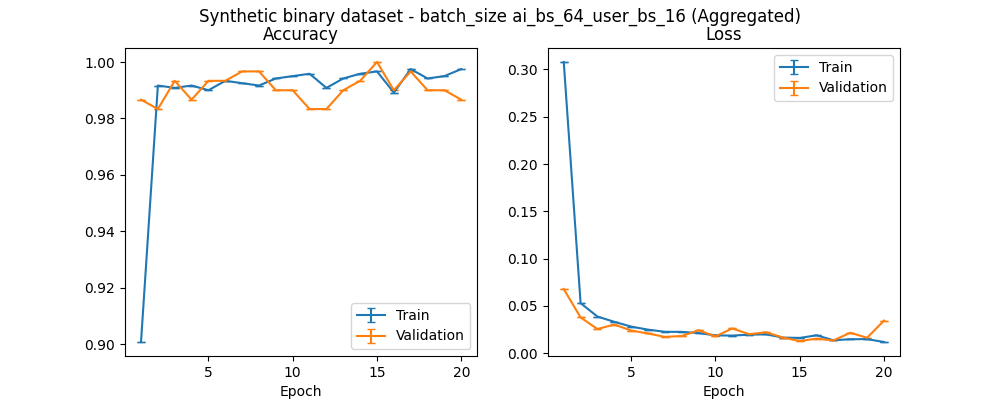 Synthetic binary dataset - batch_size ai_bs_64_user_bs_16 (Aggregated)
Accuracy
1.00
0.98
0.96
0.94
0.92
0.90
5
10
15
20
Epoch
Train
Validation
Loss
0.30
0.25
0.20
0.15
0.10
0.05
0.00
5
10
15
20
Epoch
Train
Validation